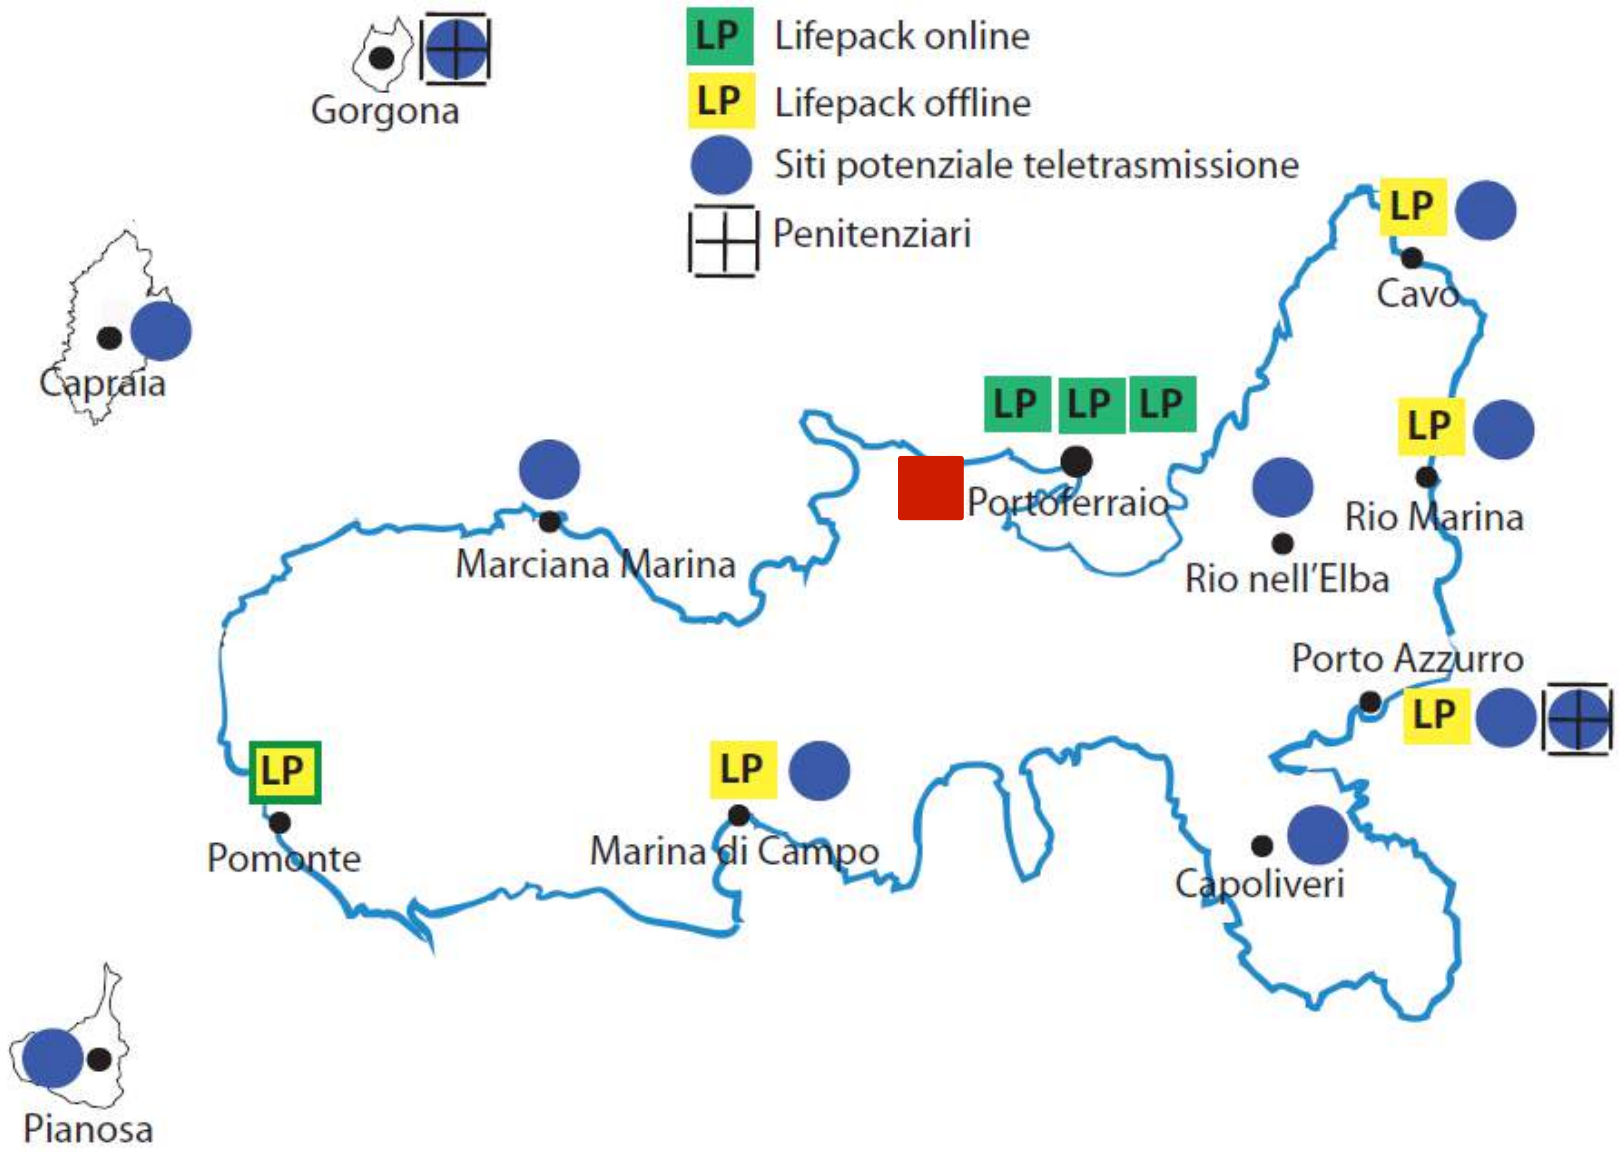 LP Lifepack online
LP Lifepack offline
Siti potenziale teletrasmissione
Penitenziari
Gorgona
LP
Cavo
Capraia
LP LP LP
LP
Portoferraio
Rio Marina
Marciana Marina
Rio nell'Elba
Porto Azzurro
LP
LP
LP
Pomonte
Marina di Campo
Capoliveri
Pianosa